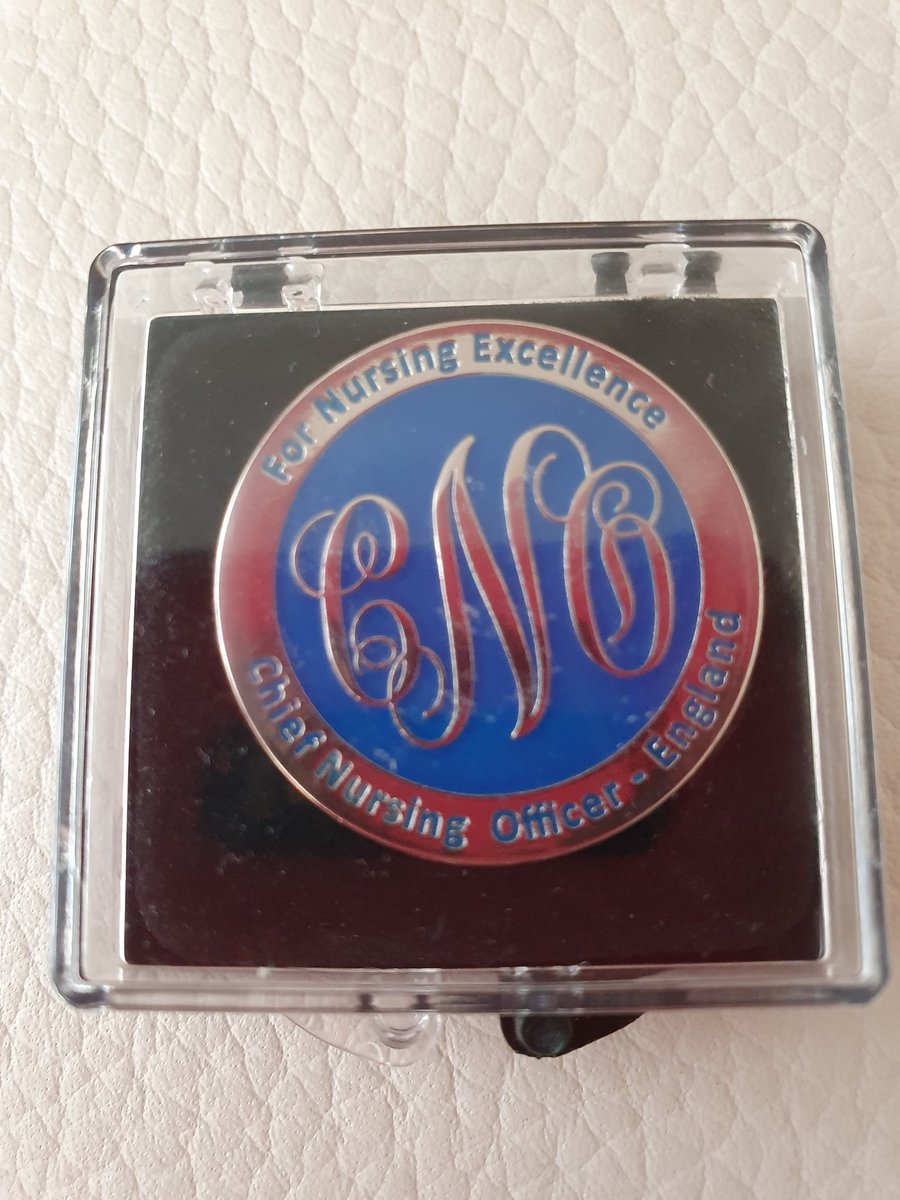 For Nursing Excellence
CNO
Chief Nursing Officer - England